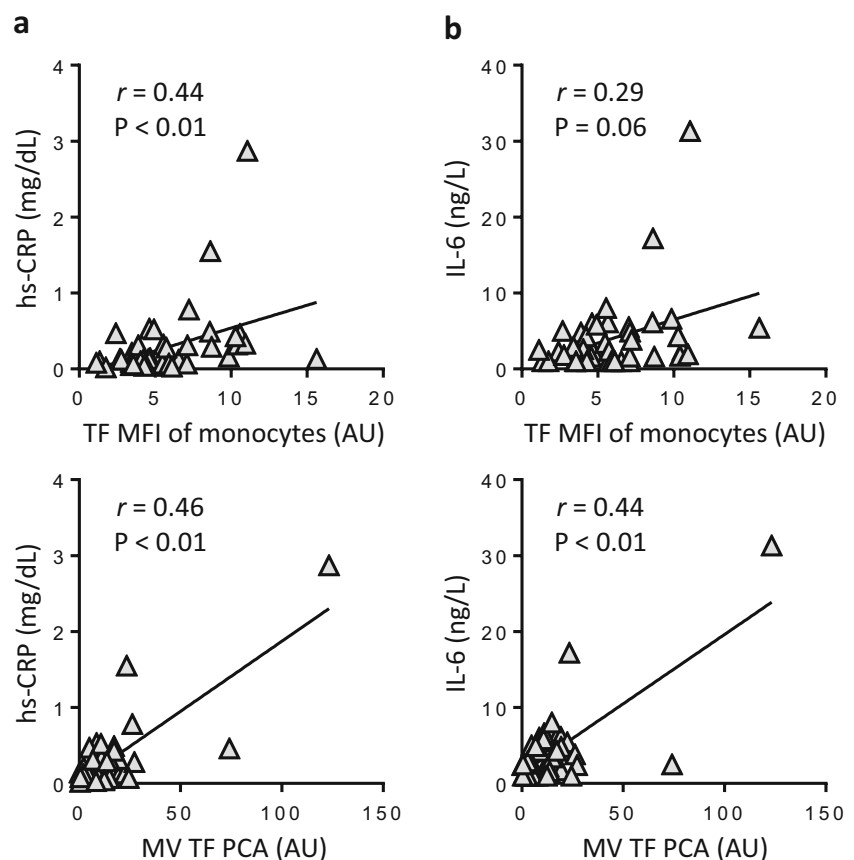 a
b
4
3
2
1
0
hs-CRP (mg/dL)
r = 0.44
P < 0.01
0 5 10 15 20
TF MFI of monocytes (AU)
40
30
20
10
0
IL-6 (ng/L)
r = 0.29
P = 0.06
0 5 10 15 20
TF MFI of monocytes (AU)
4
3
2
1
0
hs-CRP (mg/dL)
r = 0.46
P < 0.01
0 50 100 150
MV TF PCA (AU)
40
30
20
10
0
IL-6 (ng/L)
r = 0.44
P < 0.01
0 50 100 150
MV TF PCA (AU)